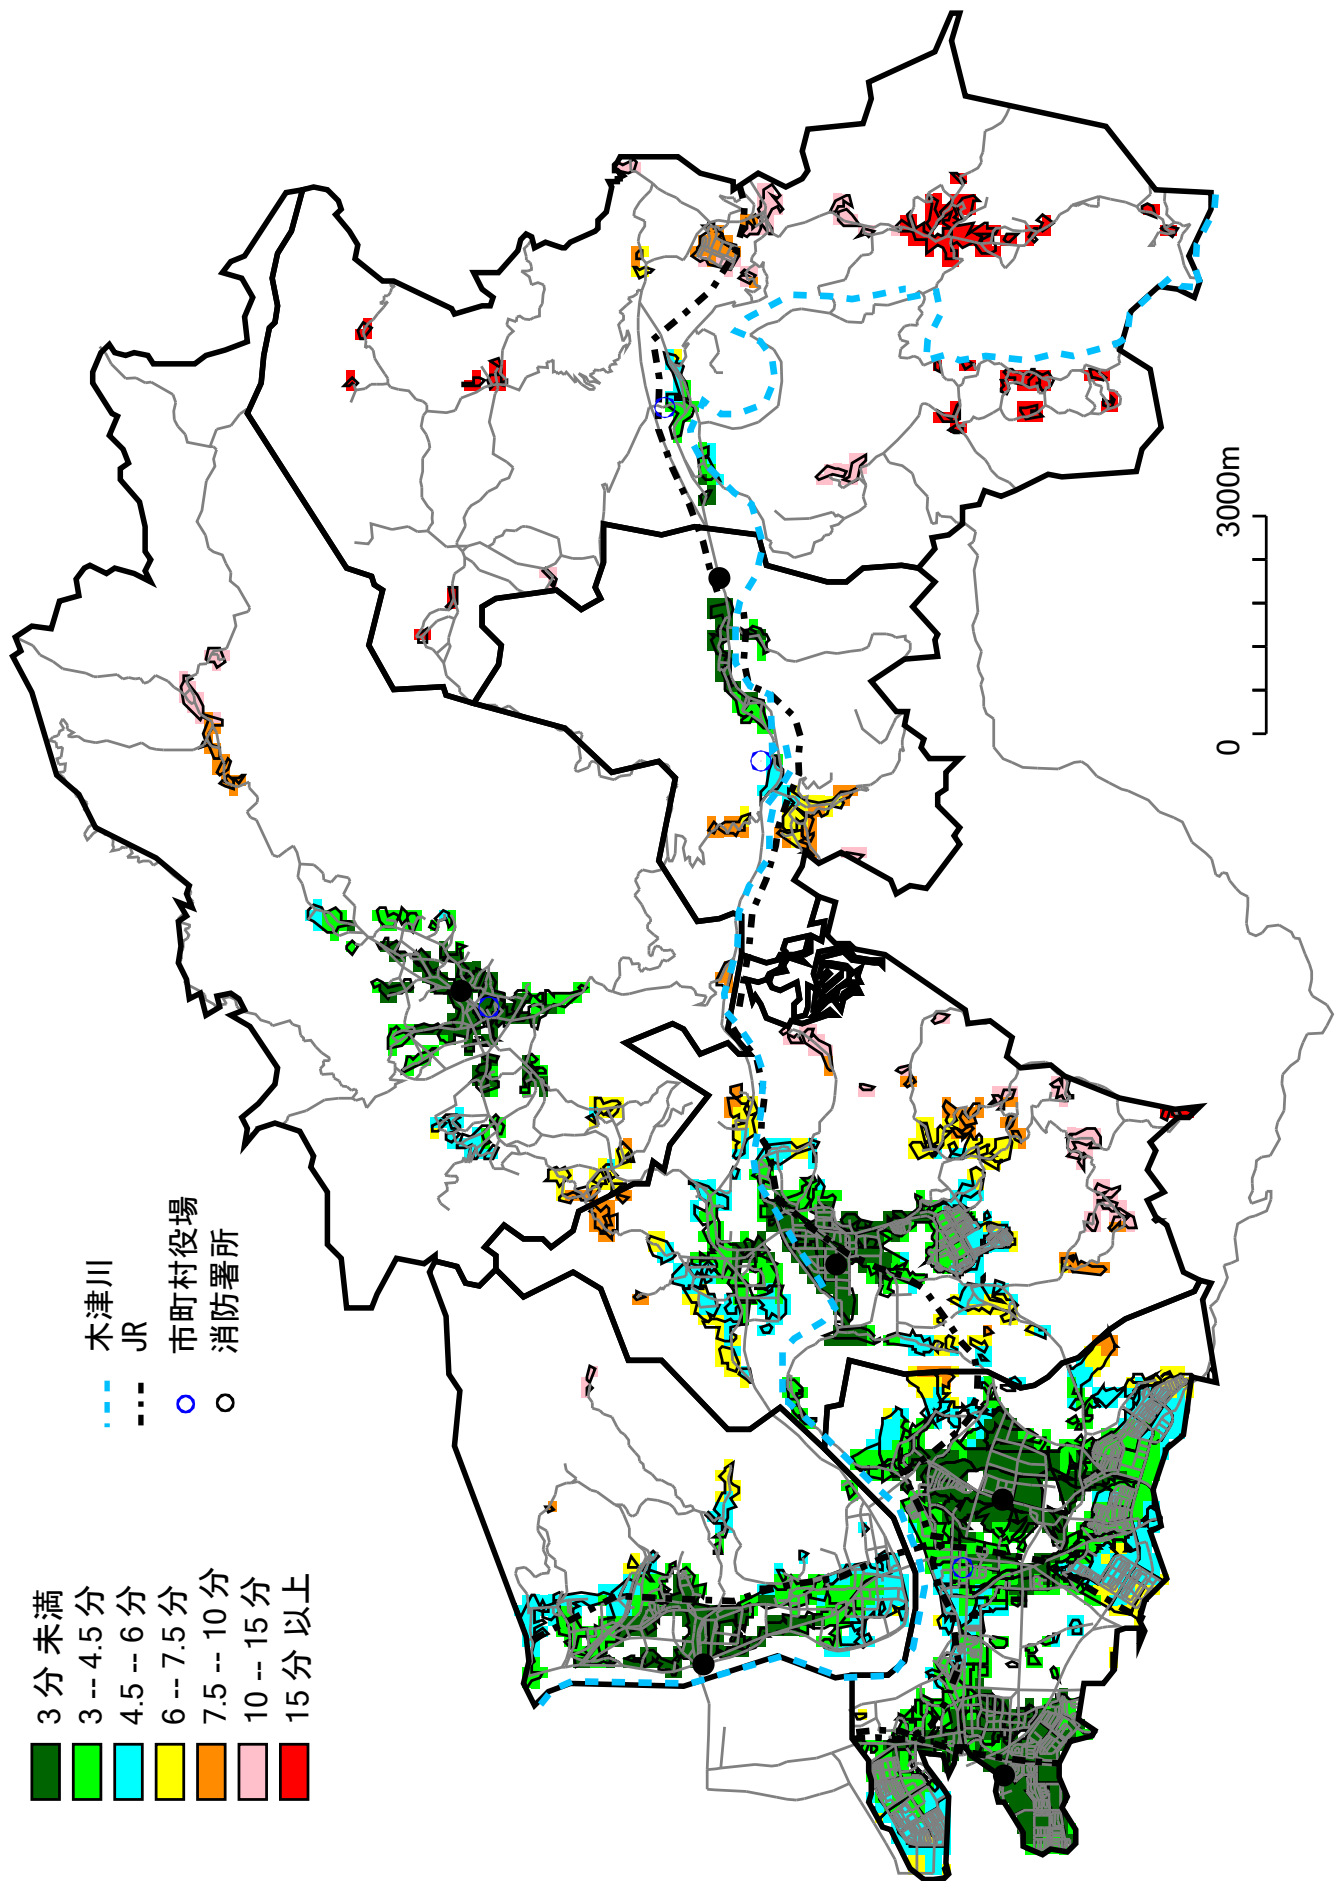 3 分 未満
3 -- 4.5 分
4.5 -- 6 分
6 -- 7.5 分
7.5 -- 10 分
10 -- 15 分
15 分 以上
木津川
JR
市町村役場
消防署所
0 3000m